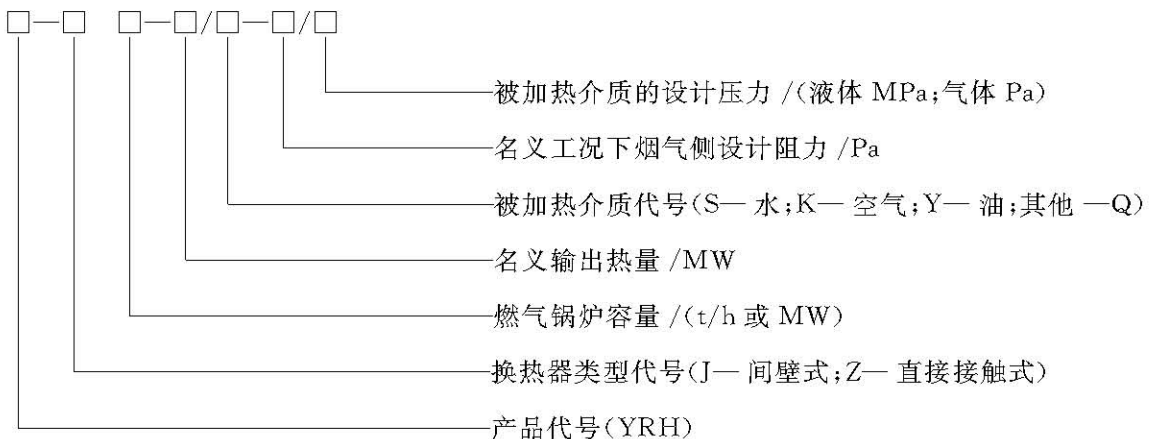 □—□ □—□/□—□/□
被加热介质的设计压力/(液体 MPa;气体 Pa)
名义工况下烟气侧设计阻力/Pa
被加热介质代号(S—水;K—空气;Y—油;其他—Q)
名义输出热量/MW
燃气锅炉容量/(t/h或 MW)
换热器类型代号(J—间壁式;Z—直接接触式)
产品代号(YRH)